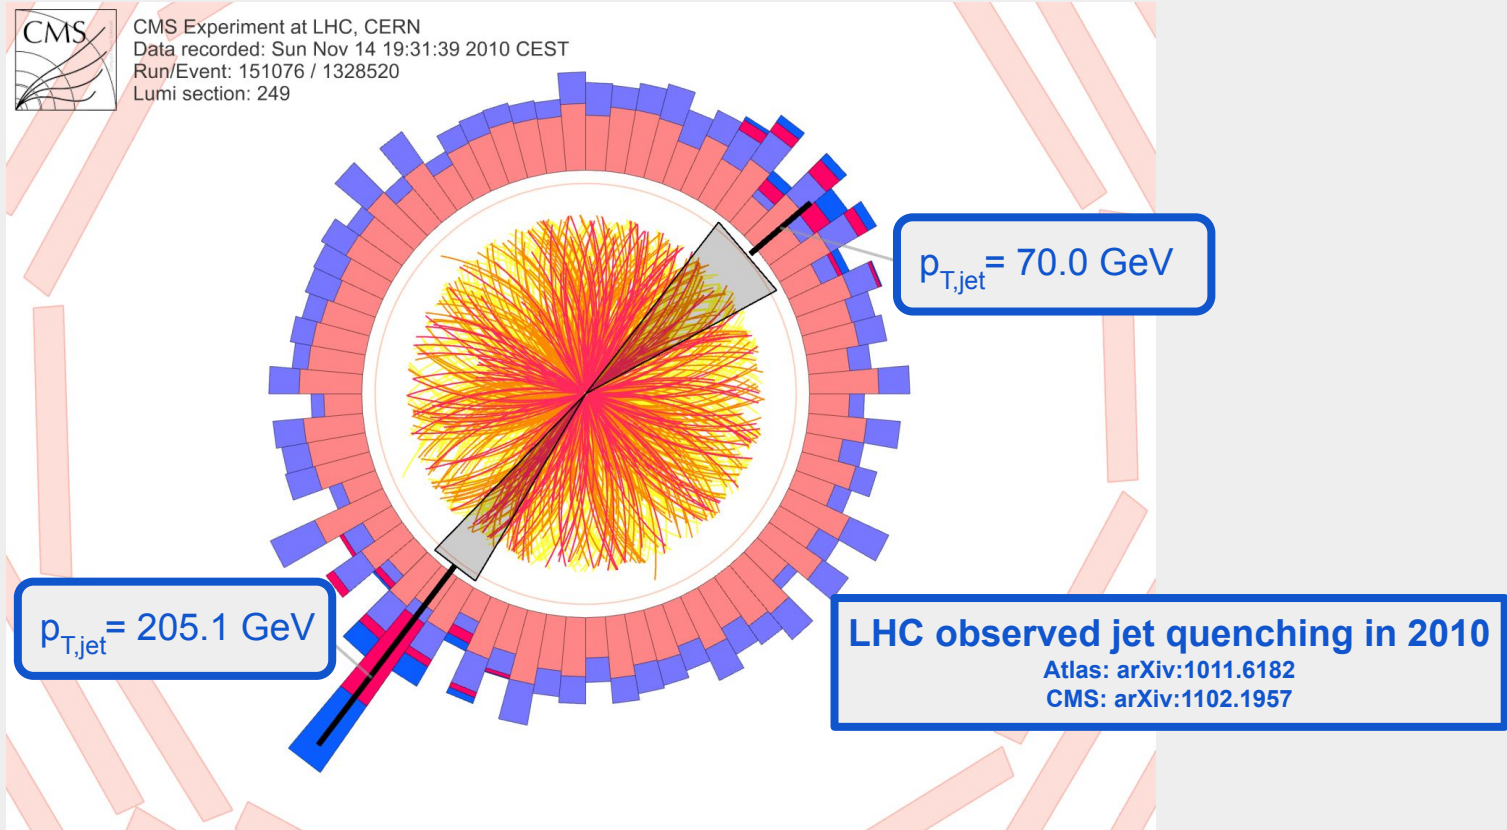 CMS
CMS Experiment at LHC, CERN
Data recorded: Sun Nov 14 19:31:39 2010 CEST
Run/Event: 151076 / 1328520
Lumi section: 249
pT,jet= 70.0 GeV
pT,jet= 205.1 GeV
LHC observed jet quenching in 2010
Atlas: arXiv:1011.6182
CMS: arXiv:1102.1957